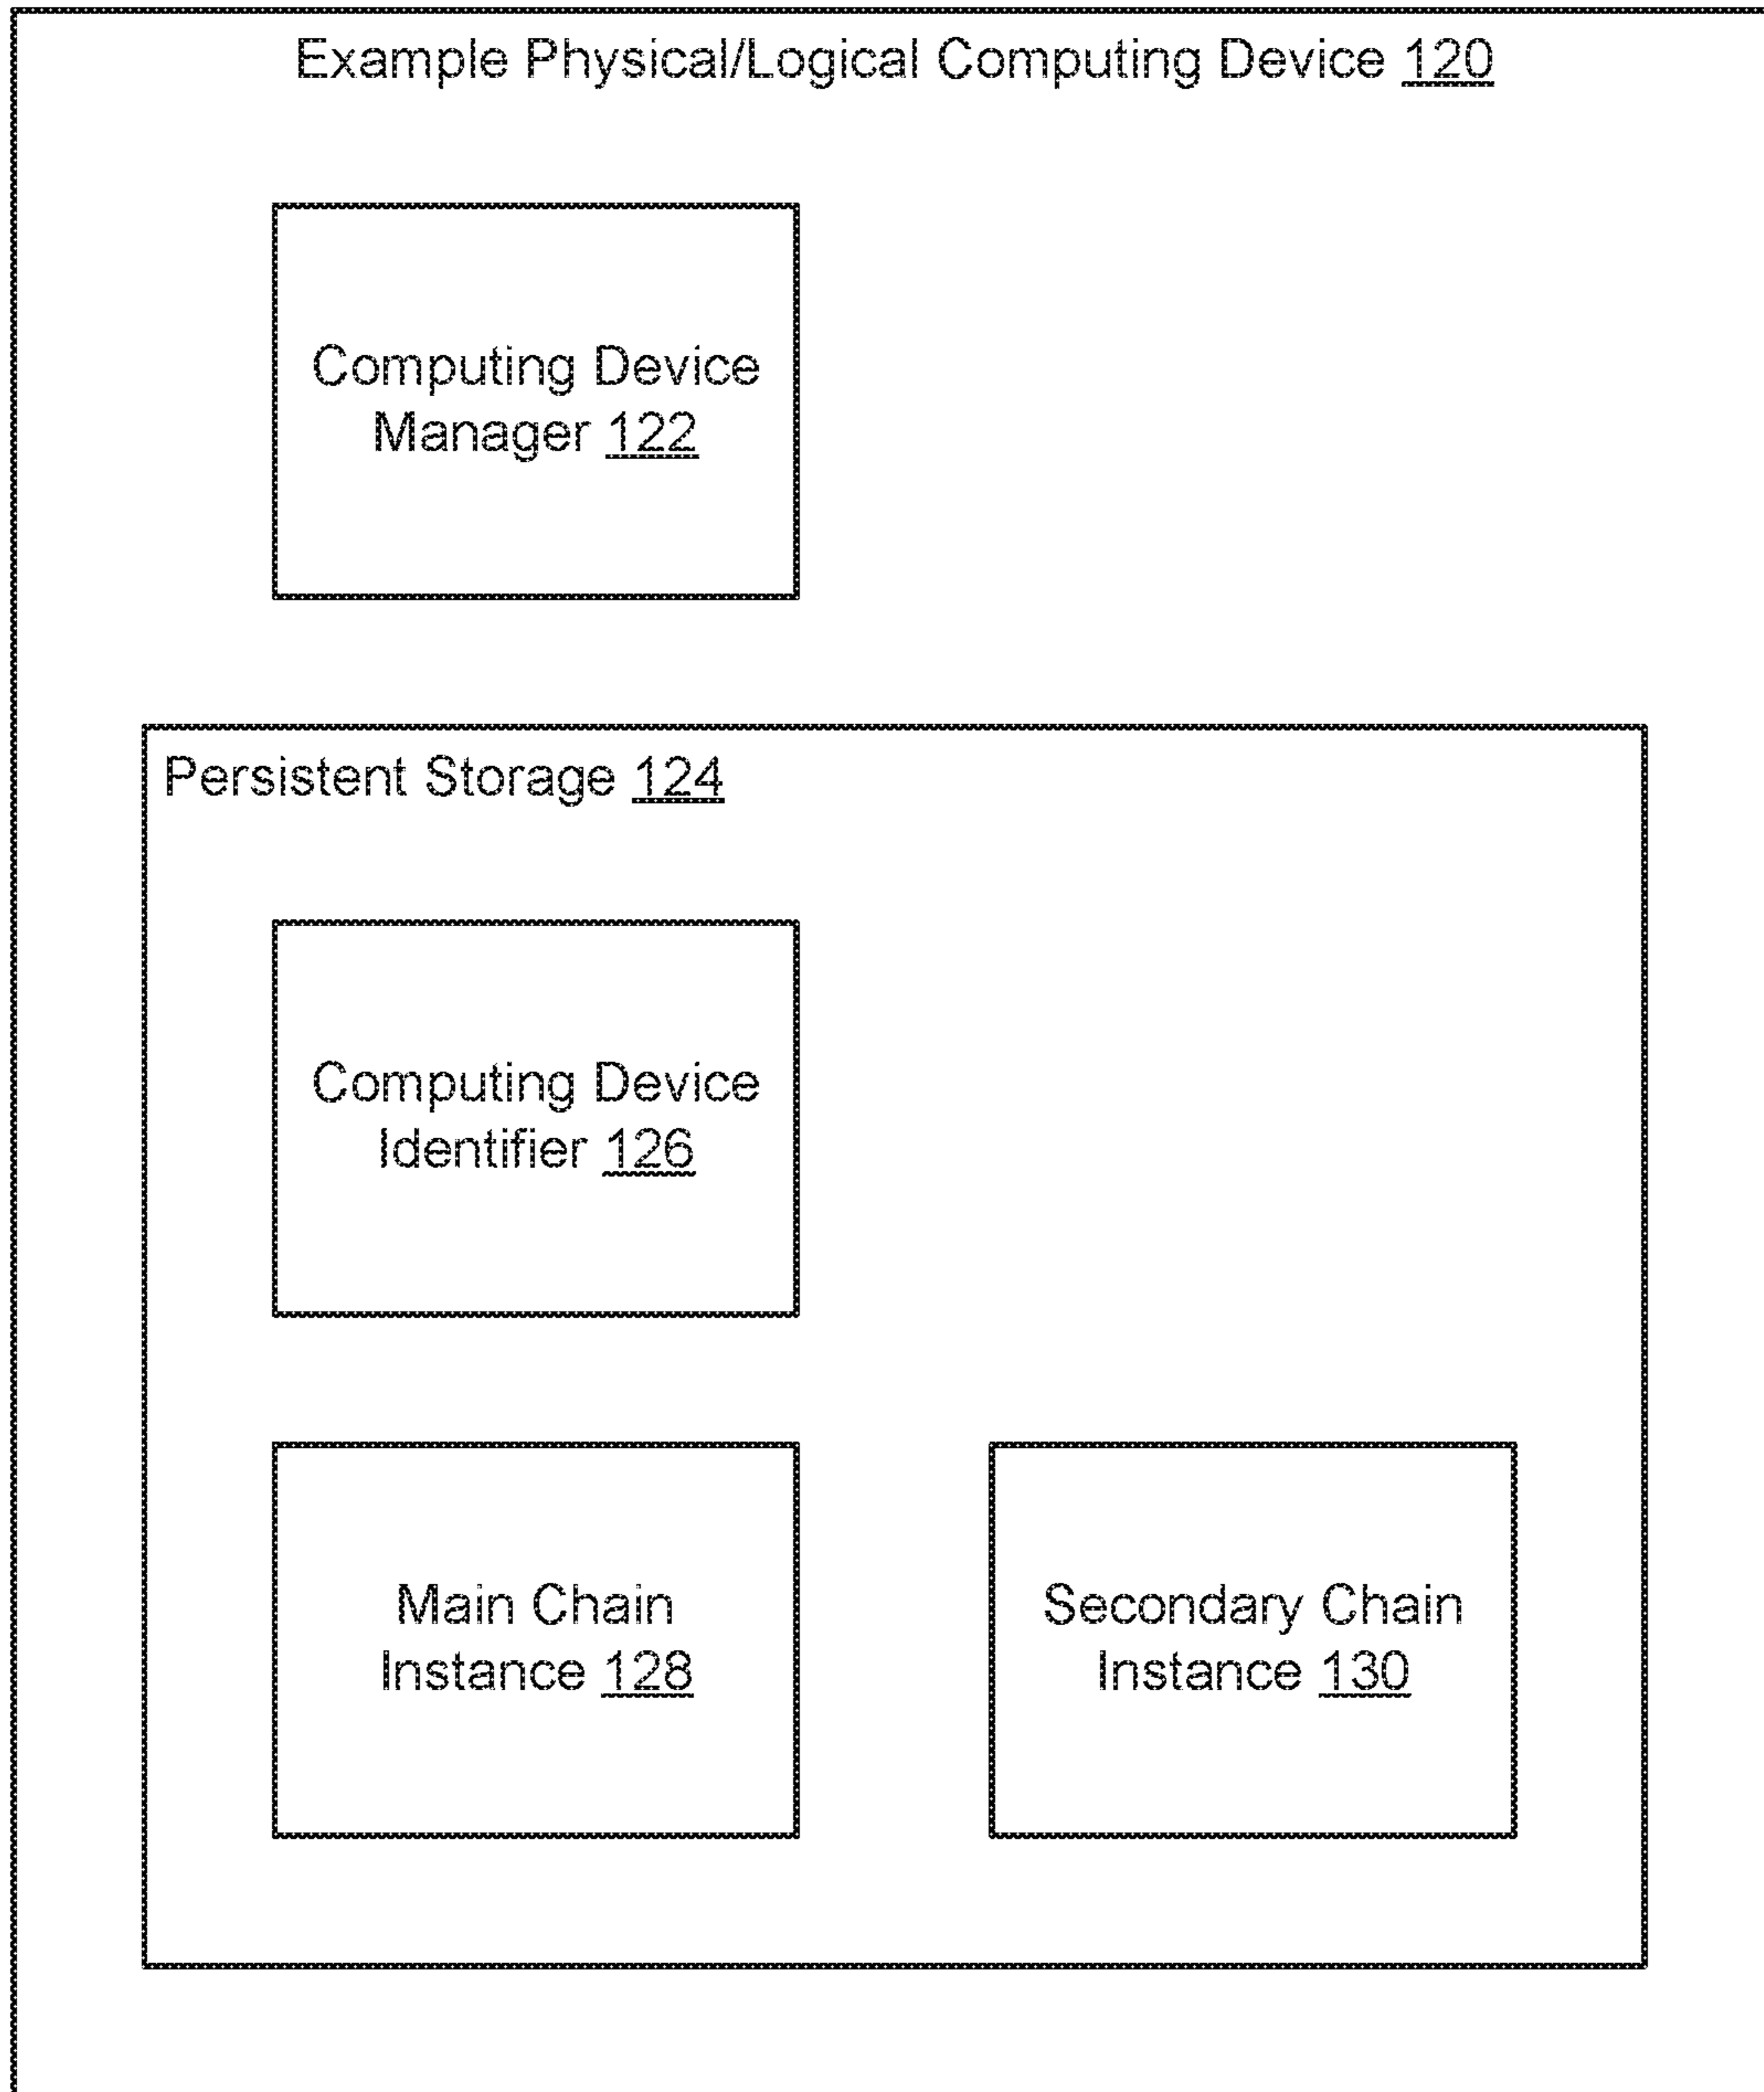 Example Physical/Logical Computing Device 120
Computing Device
Manager 122
Persistent Storage 124
Computing Device
Identifier 126
Main Chain
Instance 128
Secondary Chain
Instance 130